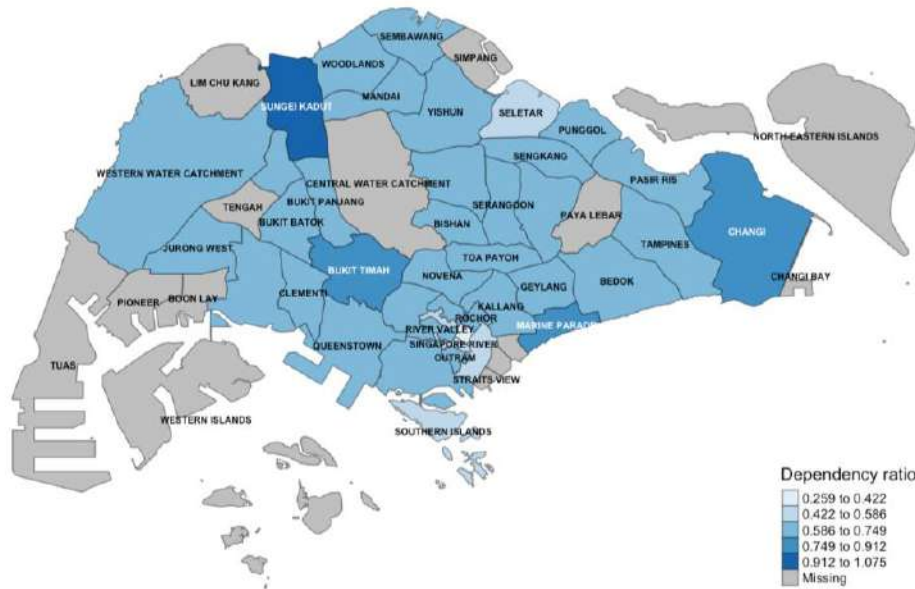 SEMBAWANG
SIMPANG
WOODLANDS
LIM CHU KANG
MANDAI
SUNGEI KADUT
YISHUN
SELETAR
PUNGGOL
NORTH-EASTERN ISLANDS
SENGKANG
WESTERN WATER CATCHMENT
CENTRAL WATER CATCHMENT
PASIR RIS
BUKIT PANJANG
TENGAH
SERANGOON
PAYA LEBAR
BUKIT BATOK
BISHAN
CHANGI
TAMPINES
JURONG WEST
TOA PAYOH
BUKIT TIMAH
NOVENA
CHANGI BAY
GEYLANG
BEDOK
CLEMENTI
PIONEER
BOON LAY
KALLANG
ROCHOR
MARINE PARADE
RIVER VALLEY
QUEENSTOWN
SINGAPORE RIVER
OUTRAM
TUAS
STRAITS VIEW
WESTERN ISLANDS
SOUTHERN ISLANDS
Dependency ratio
0.259 to 0.422
0.422 to 0.586
0.586 to 0.749
0.749 to 0.912
0.912 to 1.075
Missing